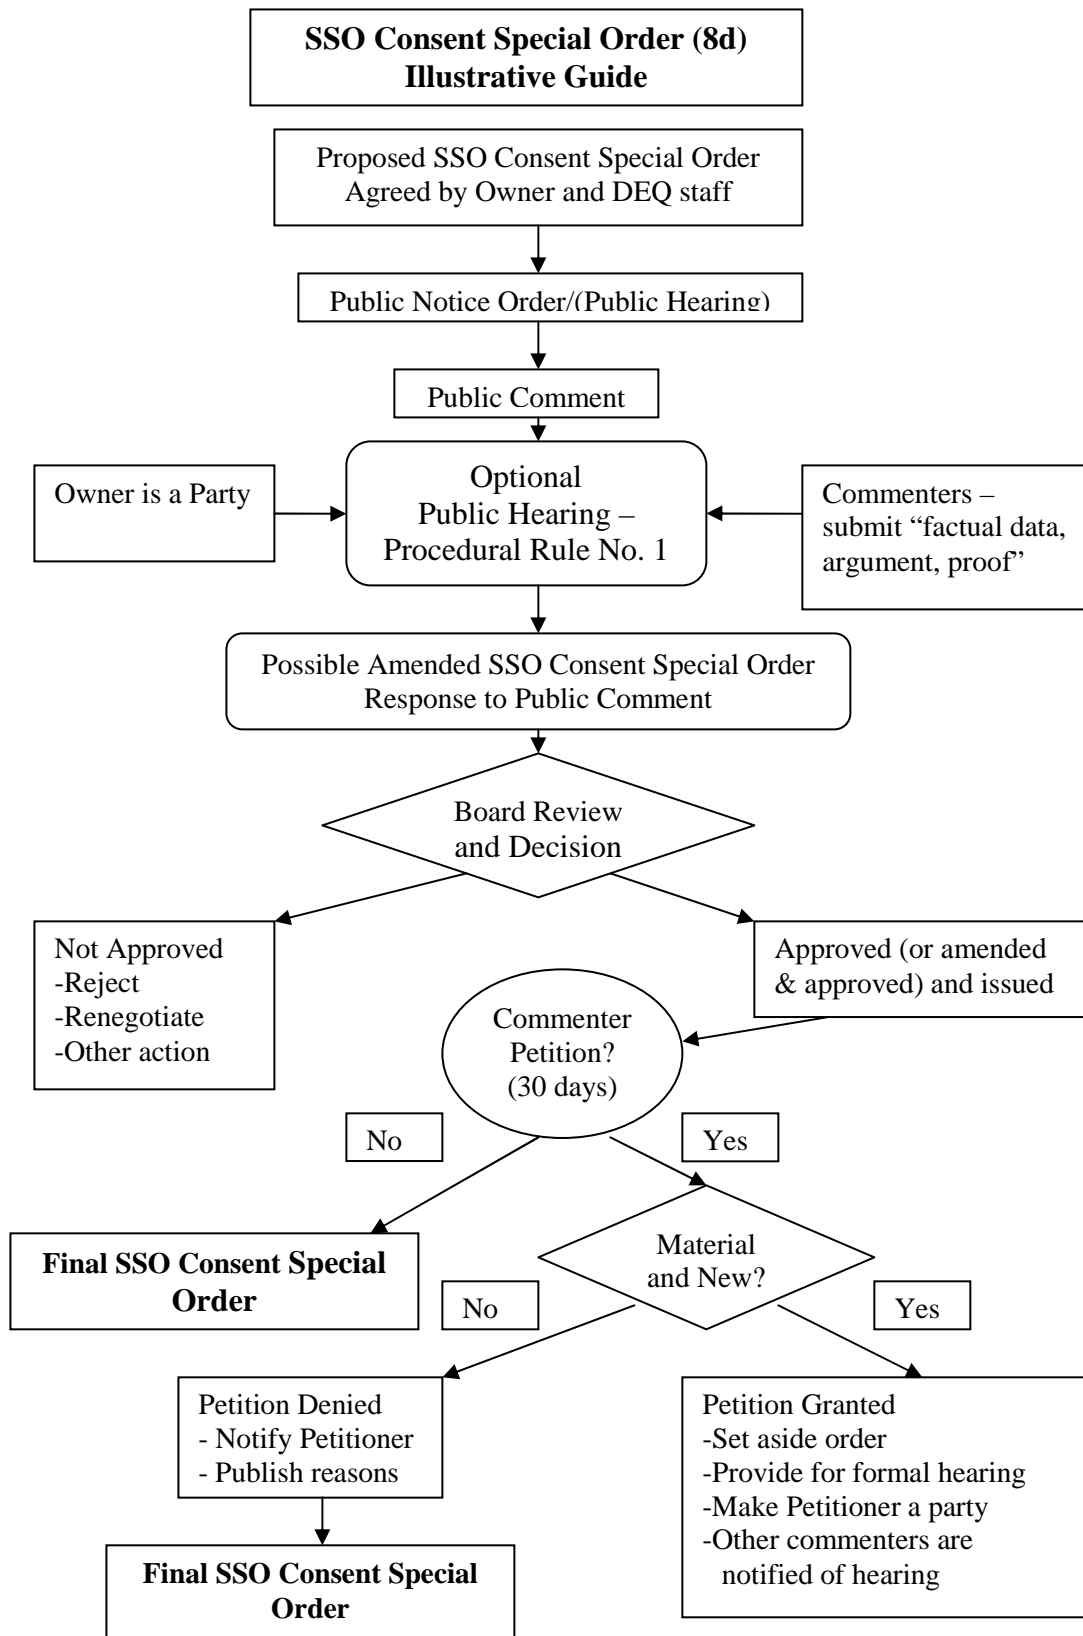 SSO Consent Special Order (8d)
Illustrative Guide
Proposed SSO Consent Special Order
Agreed by Owner and DEQ staff
Public Notice Order/(Public Hearing)
Public Comment
Owner is a Party
Optional
Public Hearing –
Procedural Rule No. 1
Commenters –
submit “factual data,
argument, proof”
Possible Amended SSO Consent Special Order
Response to Public Comment
Board Review
and Decision
Not Approved
-Reject
-Renegotiate
-Other action
Approved (or amended
& approved) and issued
Commenter
Petition?
(30 days)
No
Yes
Final SSO Consent Special
Order
Material
and New?
No
Yes
Petition Denied
- Notify Petitioner
- Publish reasons
Petition Granted
-Set aside order
-Provide for formal hearing
-Make Petitioner a party
-Other commenters are
notified of hearing
Final SSO Consent Special
Order